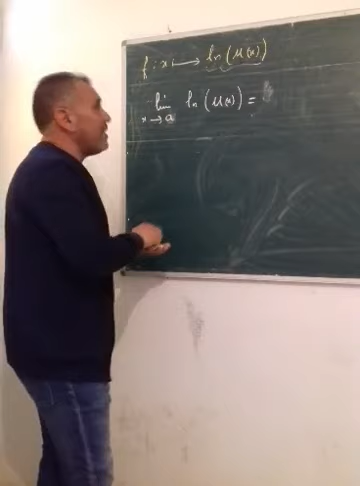 f : x ⟼ ln (u(x))
lim ln (u(x)) =
x → a